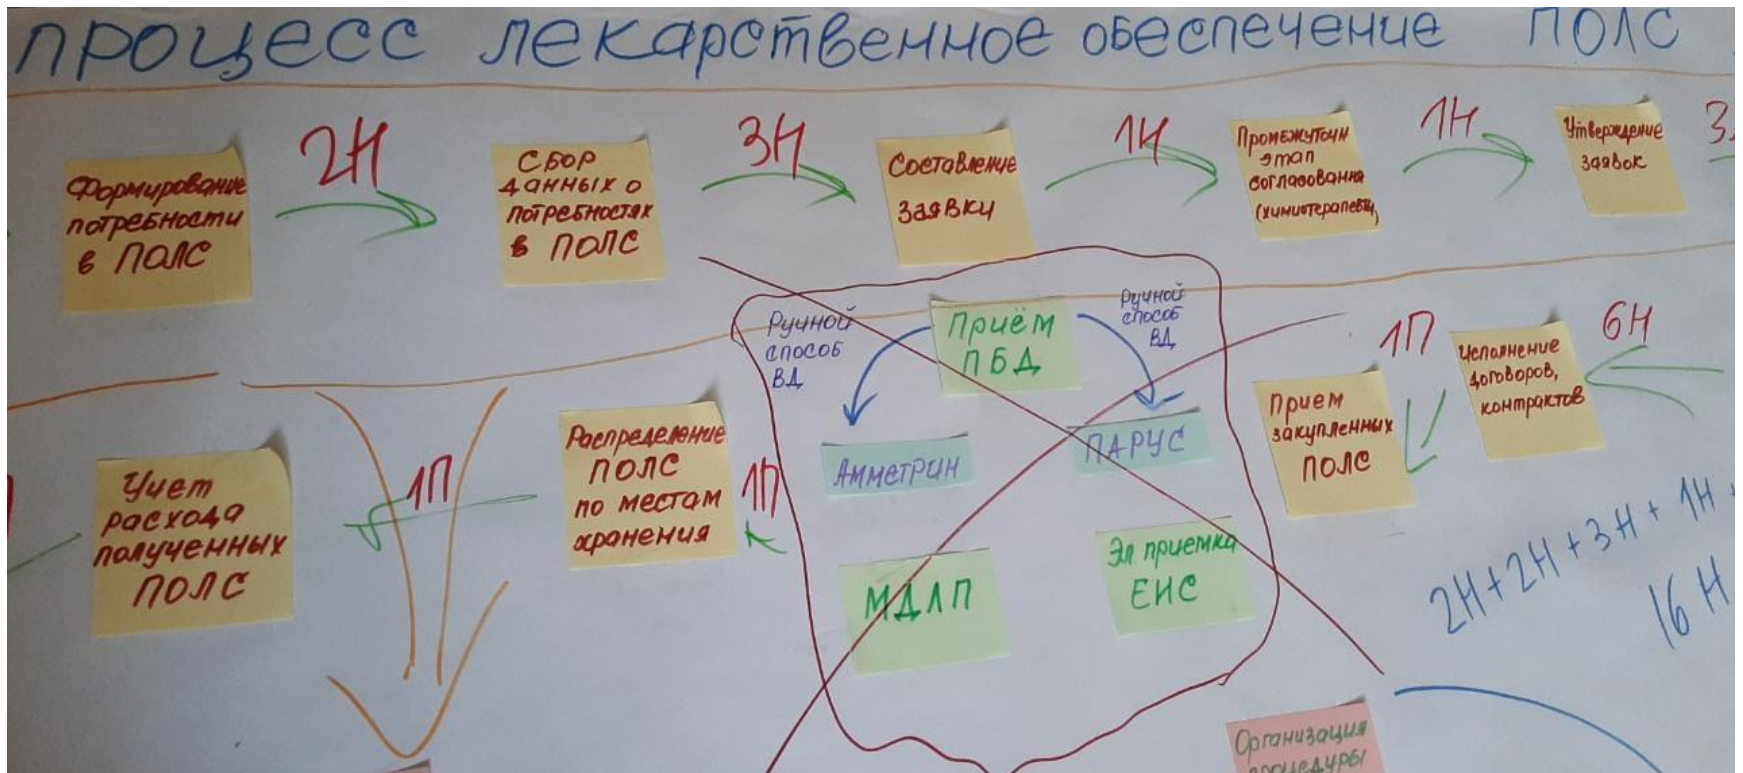 ПРОЦЕСС ЛЕКАРСТВЕННОЕ ОБЕСПЕЧЕНИЕ ПОЛС
Формирование
потребности
в ПОЛС
2Н
СБОР
ДАННЫХ О
ПОТРЕБНОСТЯХ
В ПОЛС
3Н
Составление
заявки
1Н
Промежуточн
этап
согласования
(химиотерапевты)
1Н
Утверждение
заявок
Ручной
способ
ВД
Приём
ПБД
Ручной
способ
ВД
Амметрин
ПАРУС
МДЛП
Эл приемка
ЕИС
1П
Исполнение
договоров,
контрактов
6Н
Прием
закупленных
ПОЛС
1П
Распределение
ПОЛС
по местам
хранения
1П
Учет
расхода
полученных
ПОЛС
2Н+2Н+3Н+1Н+
16 Н
Организация
процедуры